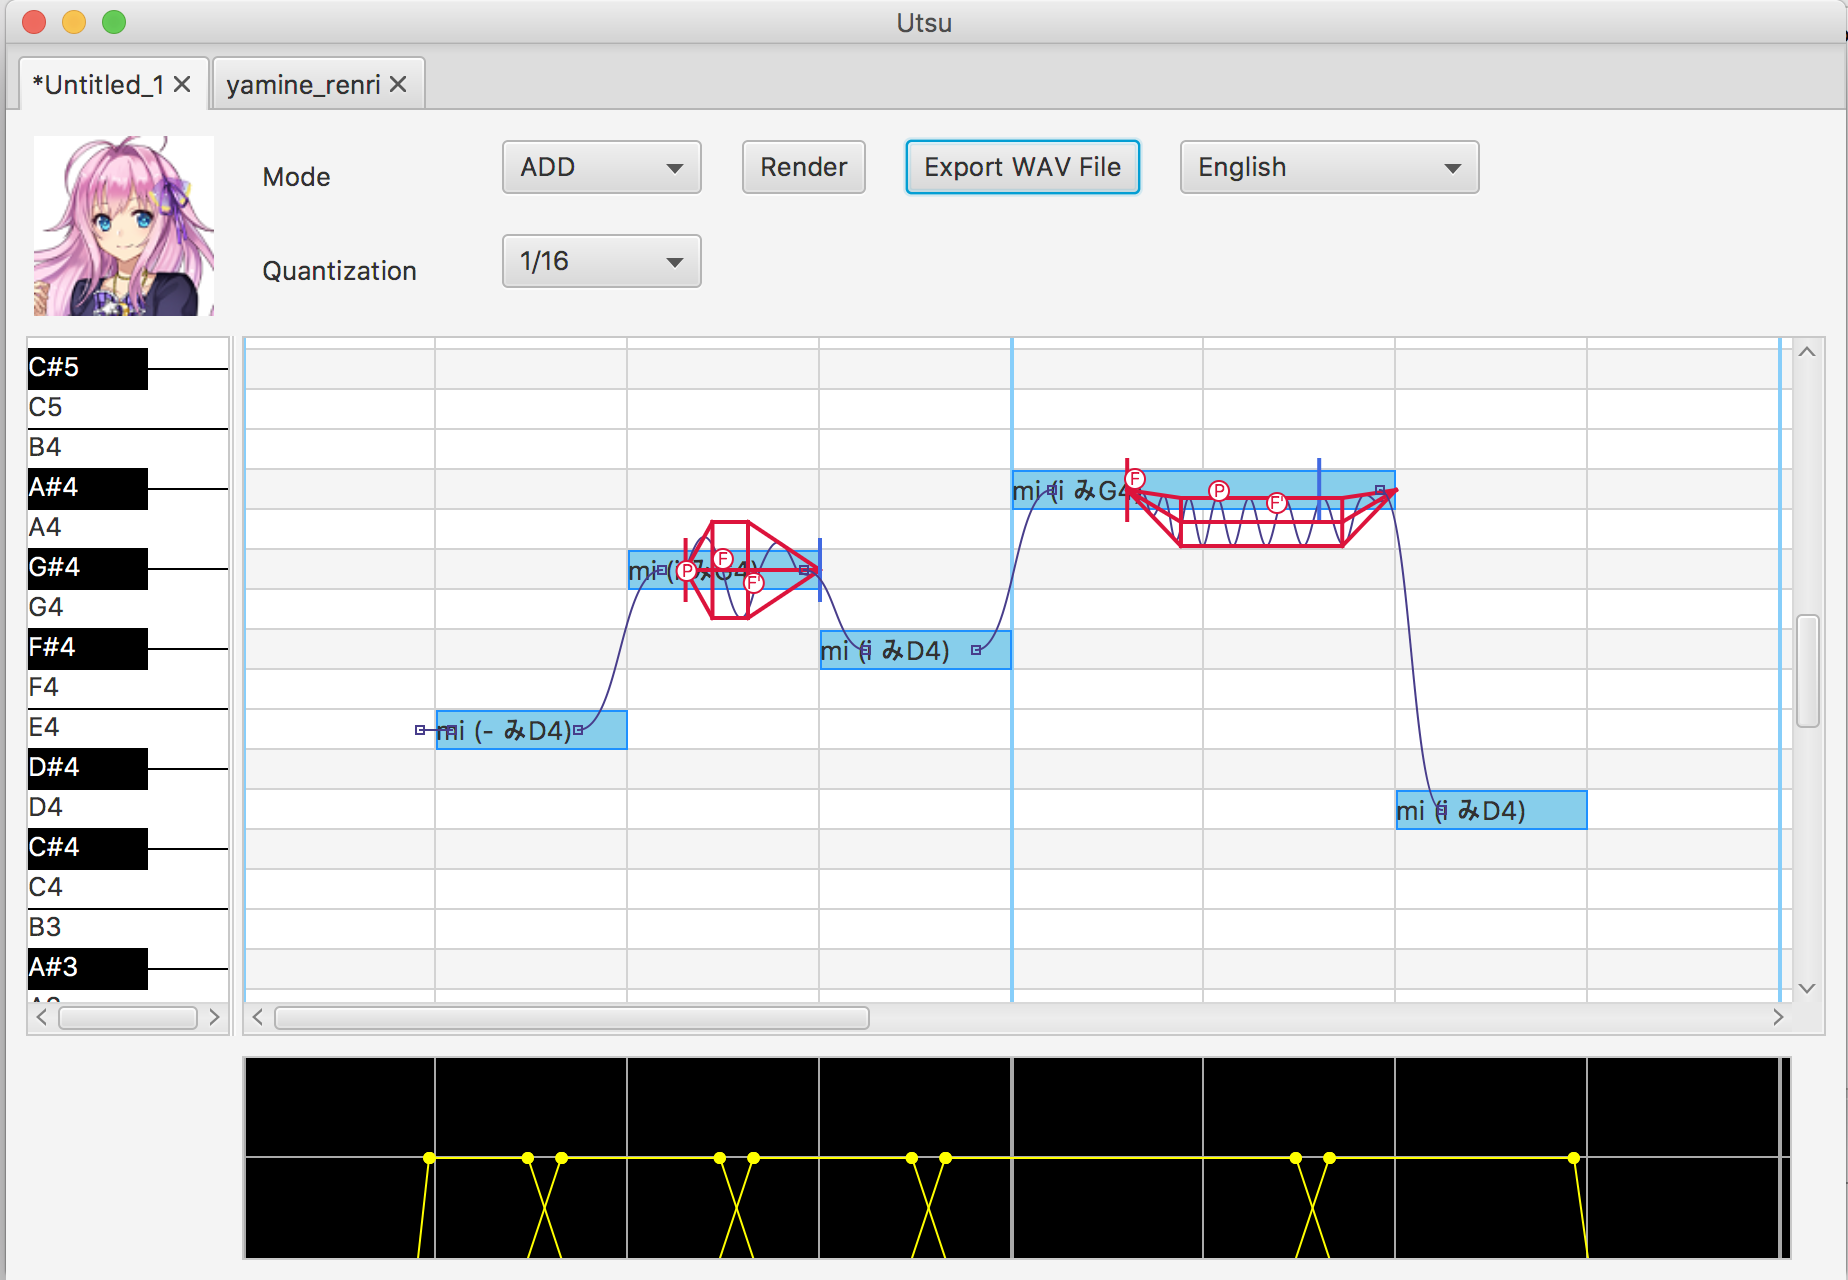 Utsu
*Untitled_1
yamine_renri
Mode
ADD
Render
Export WAV File
English
Quantization
1/16
C#5
C5
B4
A#4
A4
G#4
G4
F#4
F4
E4
D#4
D4
C#4
C4
B3
A#3
mi (i みG4
F
P
F'
mi (i みG4)
P
F
F'
mi (i みD4)
mi (- みD4)
mi (i みD4)